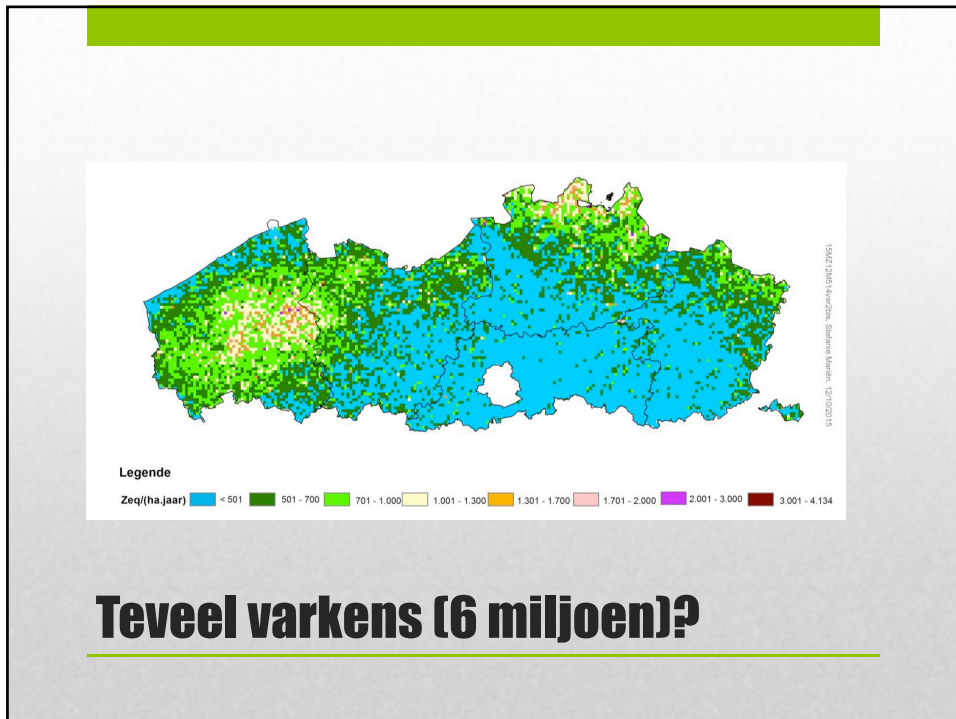 15MZ12M514ver2bis, Stefanie Mariën, 12/10/2015
Legende
Zeq/(ha.jaar) < 501 501 - 700 701 - 1.000 1.001 - 1.300 1.301 - 1.700 1.701 - 2.000 2.001 - 3.000 3.001 - 4.134
Teveel varkens (6 miljoen)?